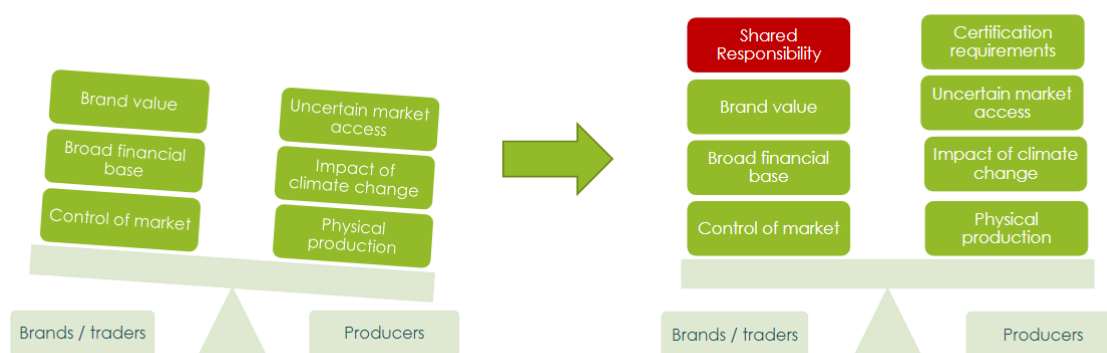 Brand value
Broad financial
base
Control of market
Uncertain market
access
Impact of
climate change
Physical
production
Brands / traders
Producers
Shared
Responsibility
Brand value
Broad financial
base
Control of market
Certification
requirements
Uncertain market
access
Impact of climate
change
Physical
production
Brands / traders
Producers